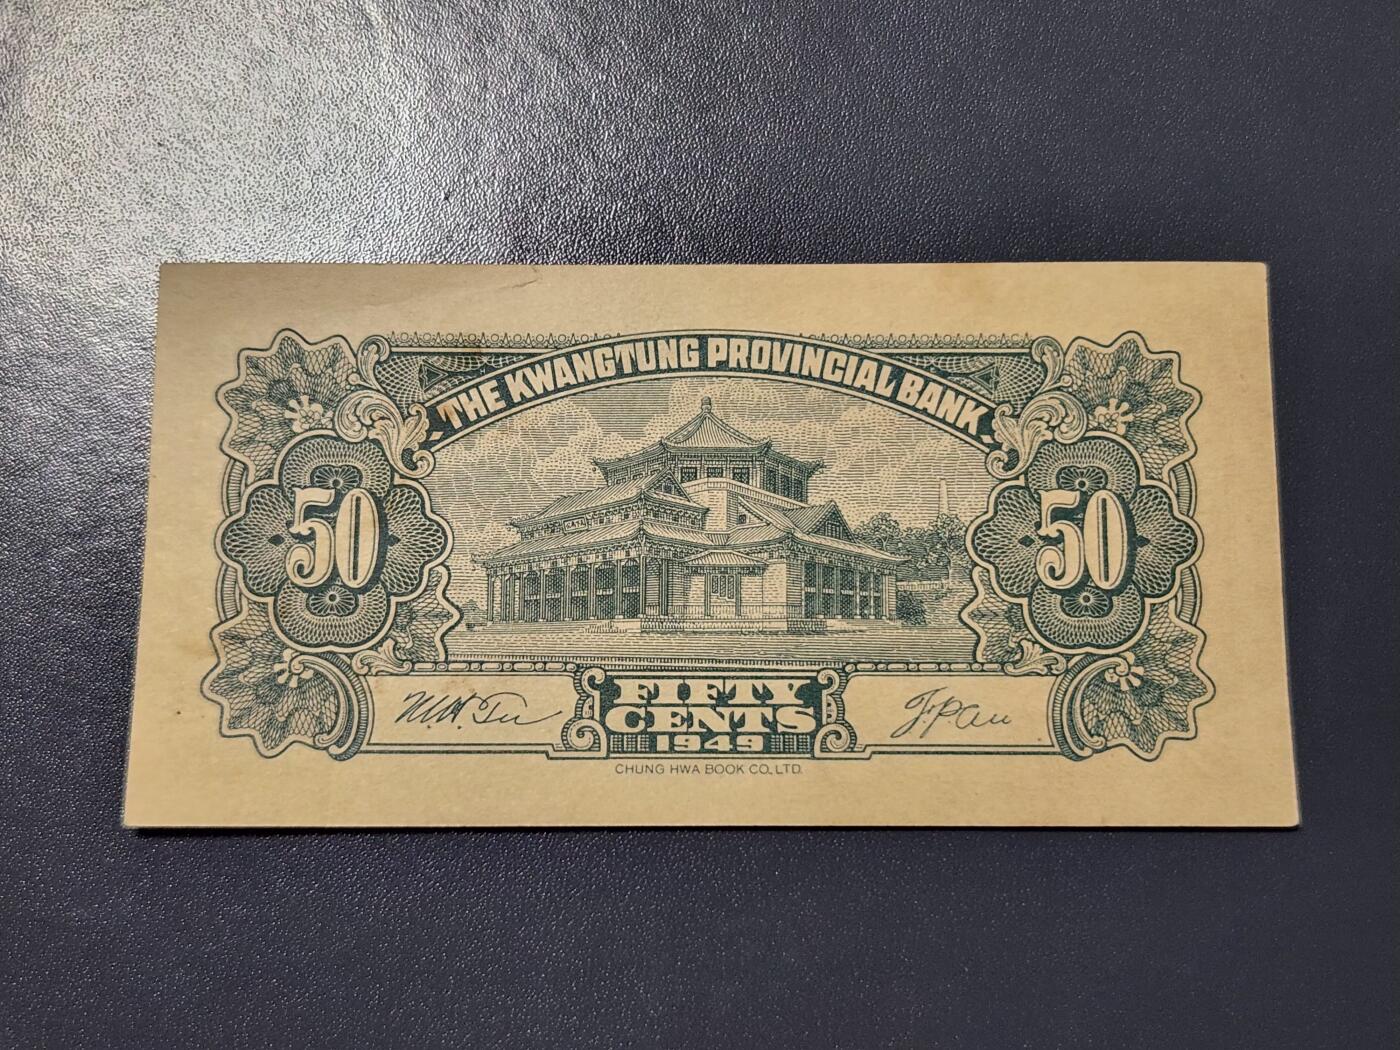 THE KWANGTUNG PROVINCIAL BANK
50
50
FIFTY
CENTS
1949
CHUNG HWA BOOK CO., LTD.